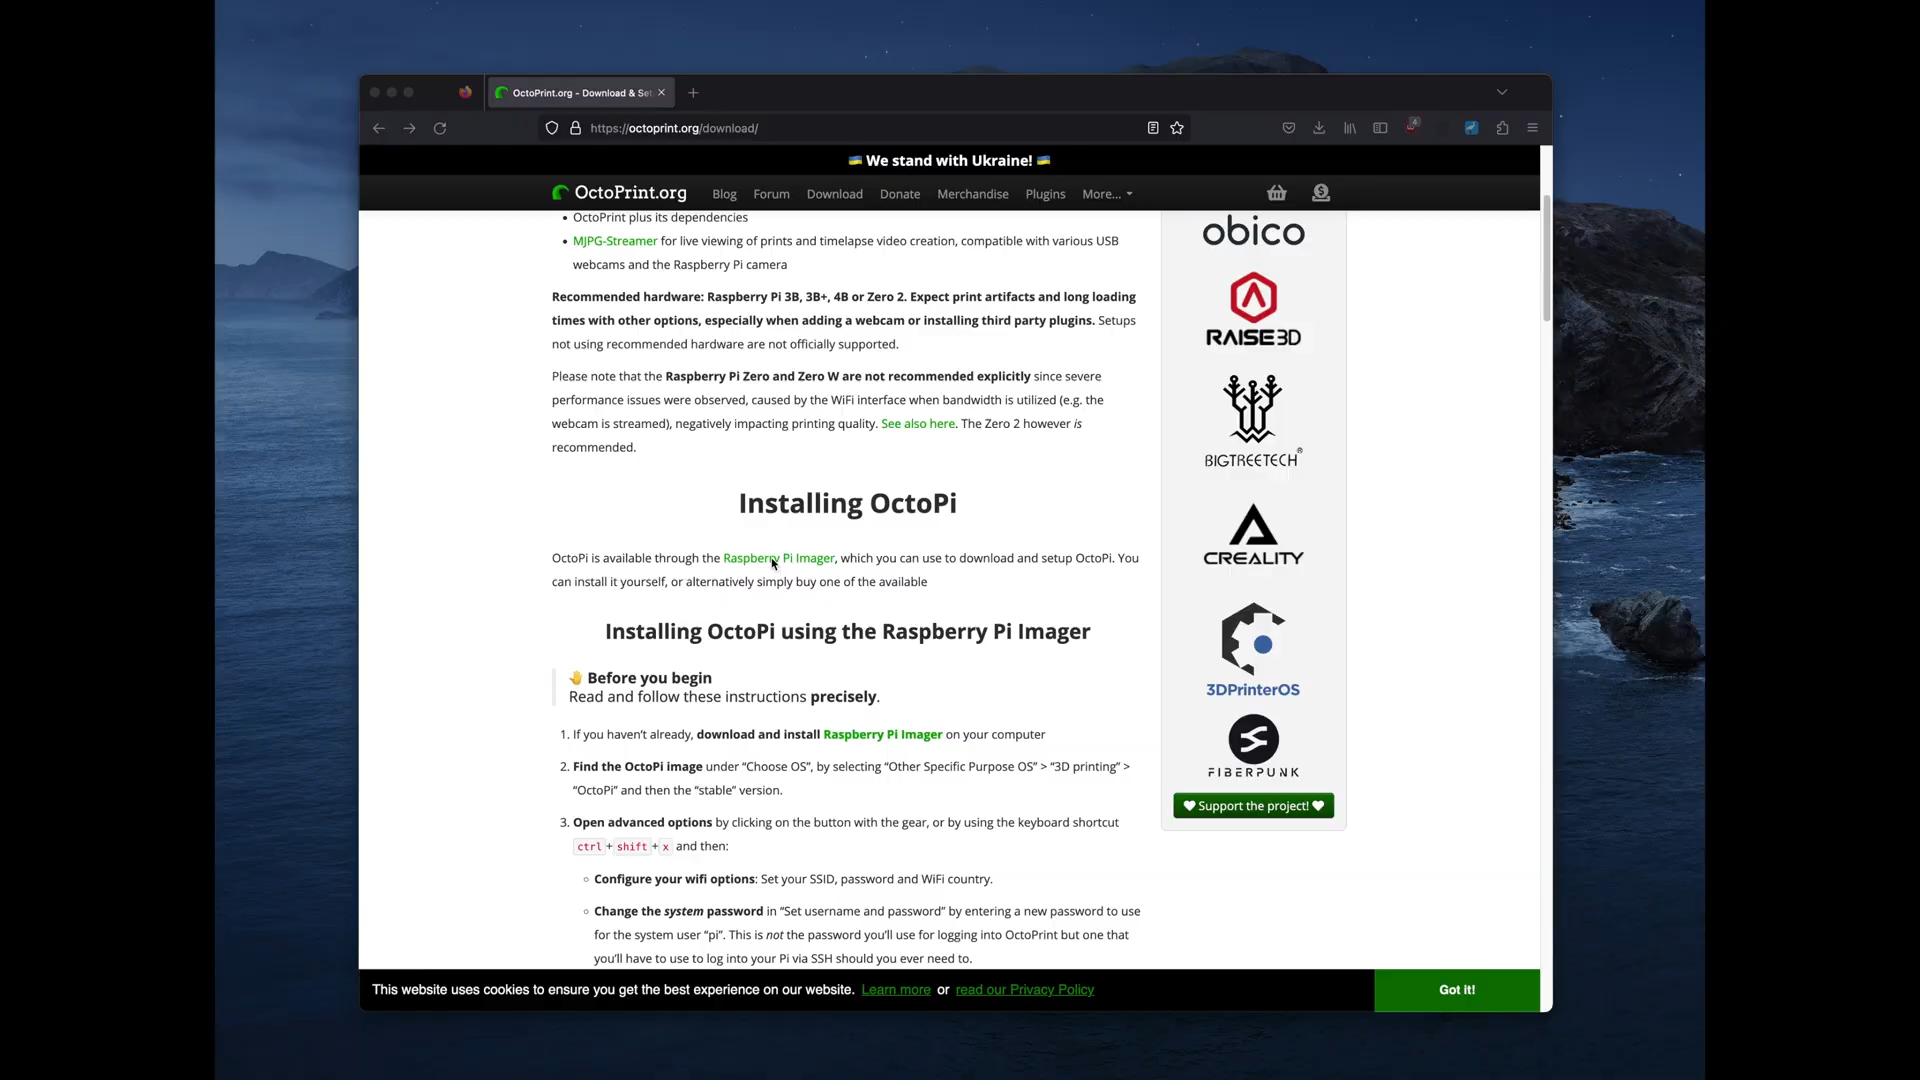 OctoPrint.org - Download & Set
https://octoprint.org/download/
4
We stand with Ukraine!
OctoPrint.org Blog Forum Download Donate Merchandise Plugins More...
OctoPrint plus its dependencies
MJPG-Streamer for live viewing of prints and timelapse video creation, compatible with various USB
webcams and the Raspberry Pi camera
Recommended hardware: Raspberry Pi 3B, 3B+, 4B or Zero 2. Expect print artifacts and long loading
times with other options, especially when adding a webcam or installing third party plugins. Setups
not using recommended hardware are not officially supported.
Please note that the Raspberry Pi Zero and Zero W are not recommended explicitly since severe
performance issues were observed, caused by the WiFi interface when bandwidth is utilized (e.g. the
webcam is streamed), negatively impacting printing quality. See also here. The Zero 2 however is
recommended.
Installing OctoPi
OctoPi is available through the Raspberry Pi Imager, which you can use to download and setup OctoPi. You
can install it yourself, or alternatively simply buy one of the available
Installing OctoPi using the Raspberry Pi Imager
Before you begin
Read and follow these instructions precisely.
1. If you haven't already, download and install Raspberry Pi Imager on your computer
2. Find the OctoPi image under “Choose OS”, by selecting “Other Specific Purpose OS” > “3D printing” >
“OctoPi” and then the “stable” version.
3. Open advanced options by clicking on the button with the gear, or by using the keyboard shortcut
ctrl + shift + x and then:
Configure your wifi options: Set your SSID, password and WiFi country.
Change the system password in “Set username and password” by entering a new password to use
for the system user “pi”. This is not the password you'll use for logging into OctoPrint but one that
you'll have to use to log into your Pi via SSH should you ever need to.
obico
RAISE3D
BIGTREETECH®
CREALITY
3DPrinterOS
FIBERPUNK
Support the project!
This website uses cookies to ensure you get the best experience on our website. Learn more or read our Privacy Policy
Got it!